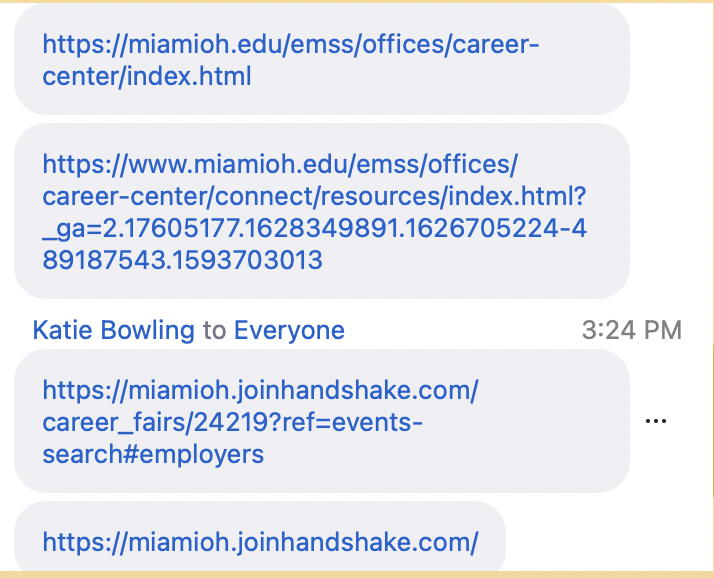 https://miamioh.edu/emss/offices/career-
center/index.html
https://www.miamioh.edu/emss/offices/
career-center/connect/resources/index.html?
_ga=2.17605177.1628349891.1626705224-4
89187543.1593703013
Katie Bowling to Everyone 3:24 PM
https://miamioh.joinhandshake.com/
career_fairs/24219?ref=events-
search#employers
https://miamioh.joinhandshake.com/